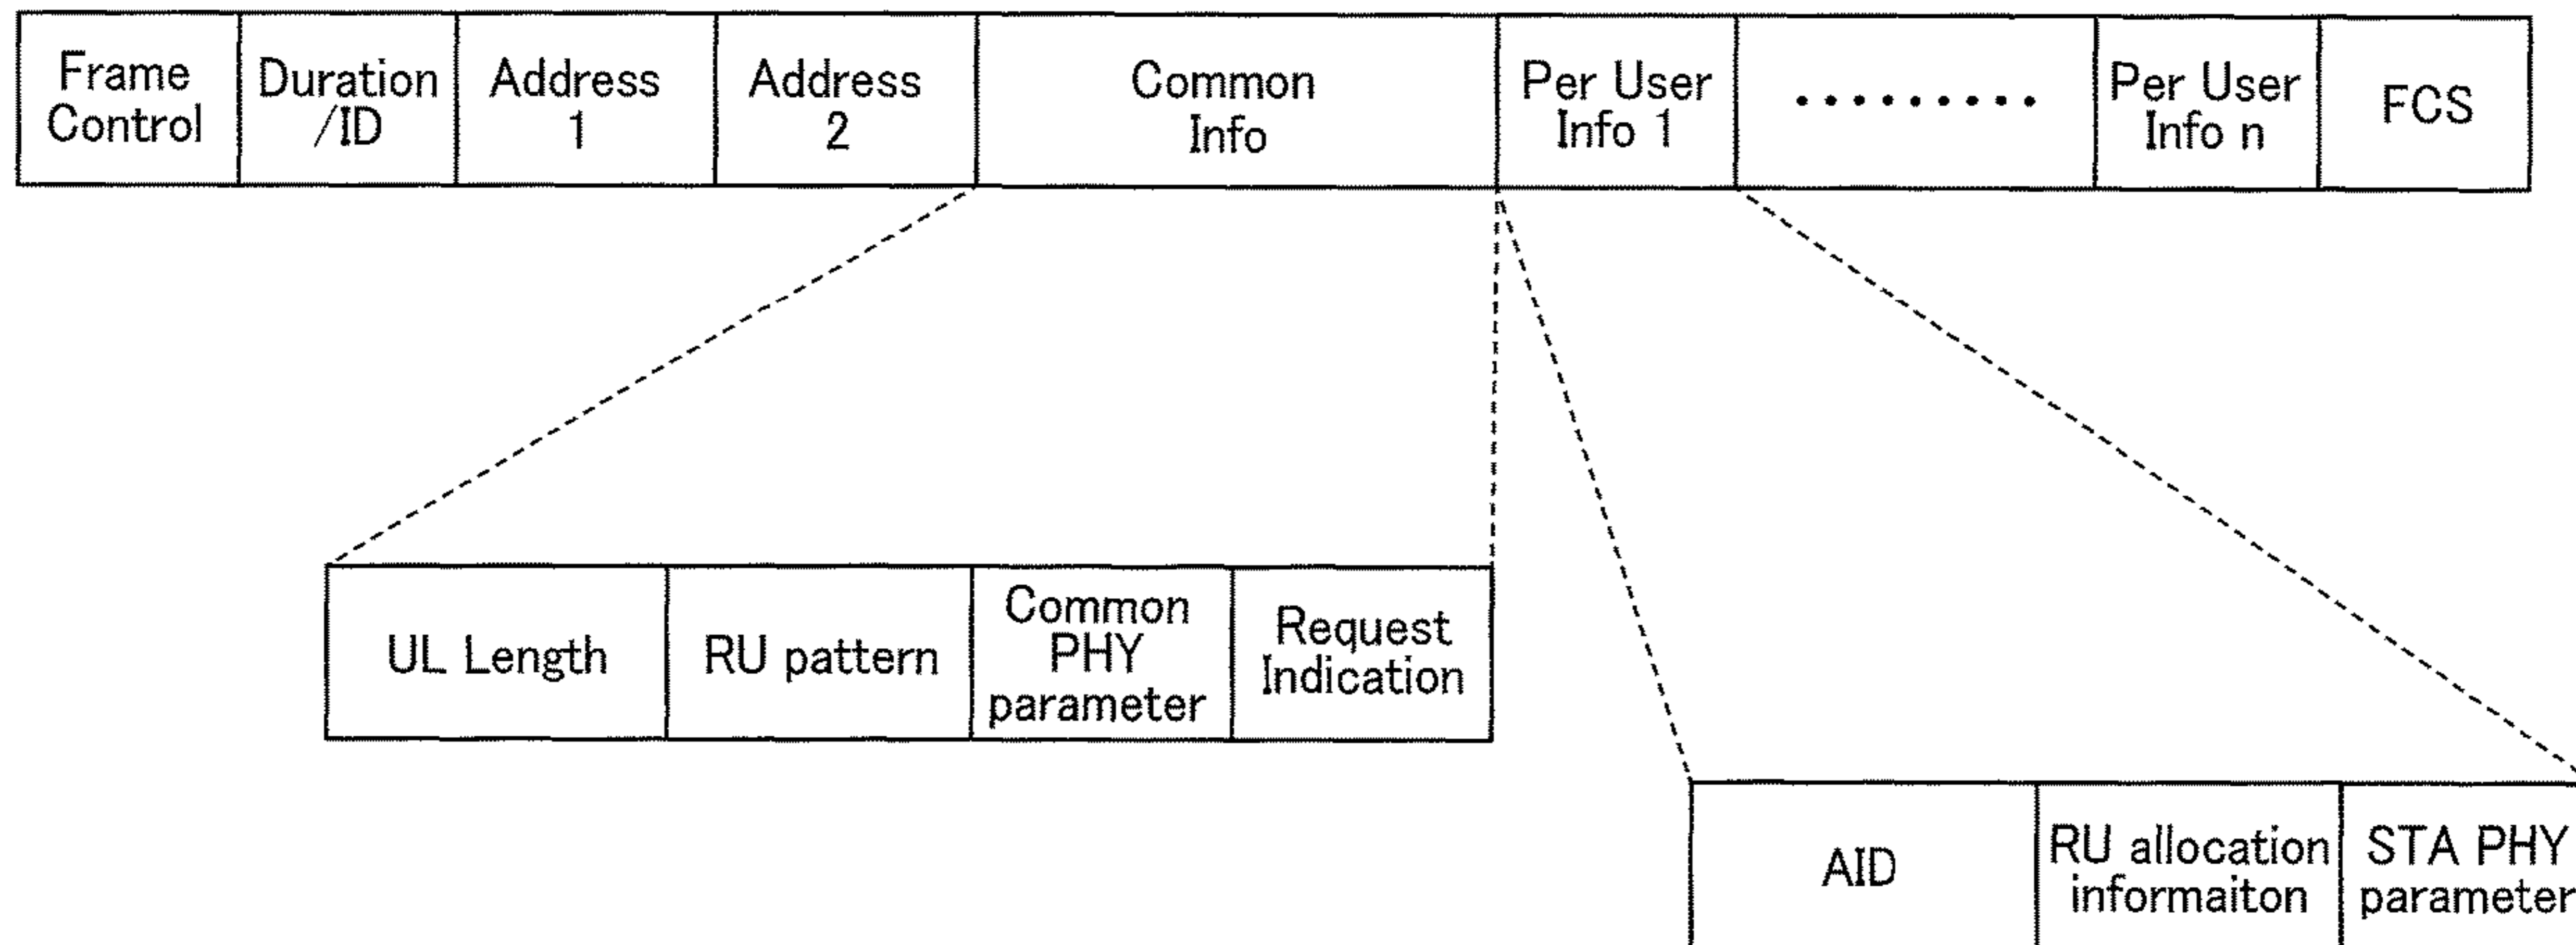 Frame
Control
Duration
/ID
Address
1
Address
2
Common
Info
Per User
Info 1
.........
Per User
Info n
FCS
UL Length
RU pattern
Common
PHY
parameter
Request
Indication
AID
RU allocation
informaiton
STA PHY
parameter